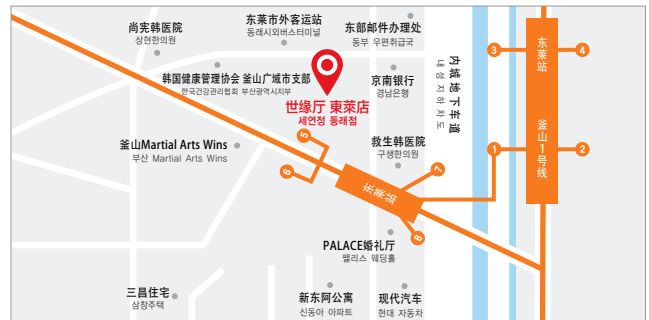 尚宪韩医院
상현한의원
东莱市外客运站
동래시외버스터미널
东部邮件办理处
동부 우편취급국
韩国健康管理协会 釜山广域市支部
한국건강관리협회 부산광역시지부
京南银行
경남은행
世缘厅 東萊店
세연정 동래점
内城地下车道
내성지하차도
东莱站
3
4
釜山1号线
1
2
釜山Martial Arts Wins
부산 Martial Arts Wins
5
6
救生韩医院
구생한의원
7
东莱站
8
PALACE婚礼厅
팰리스 웨딩홀
三昌住宅
삼창주택
新东阿公寓
신동아 아파트
现代汽车
현대 자동차